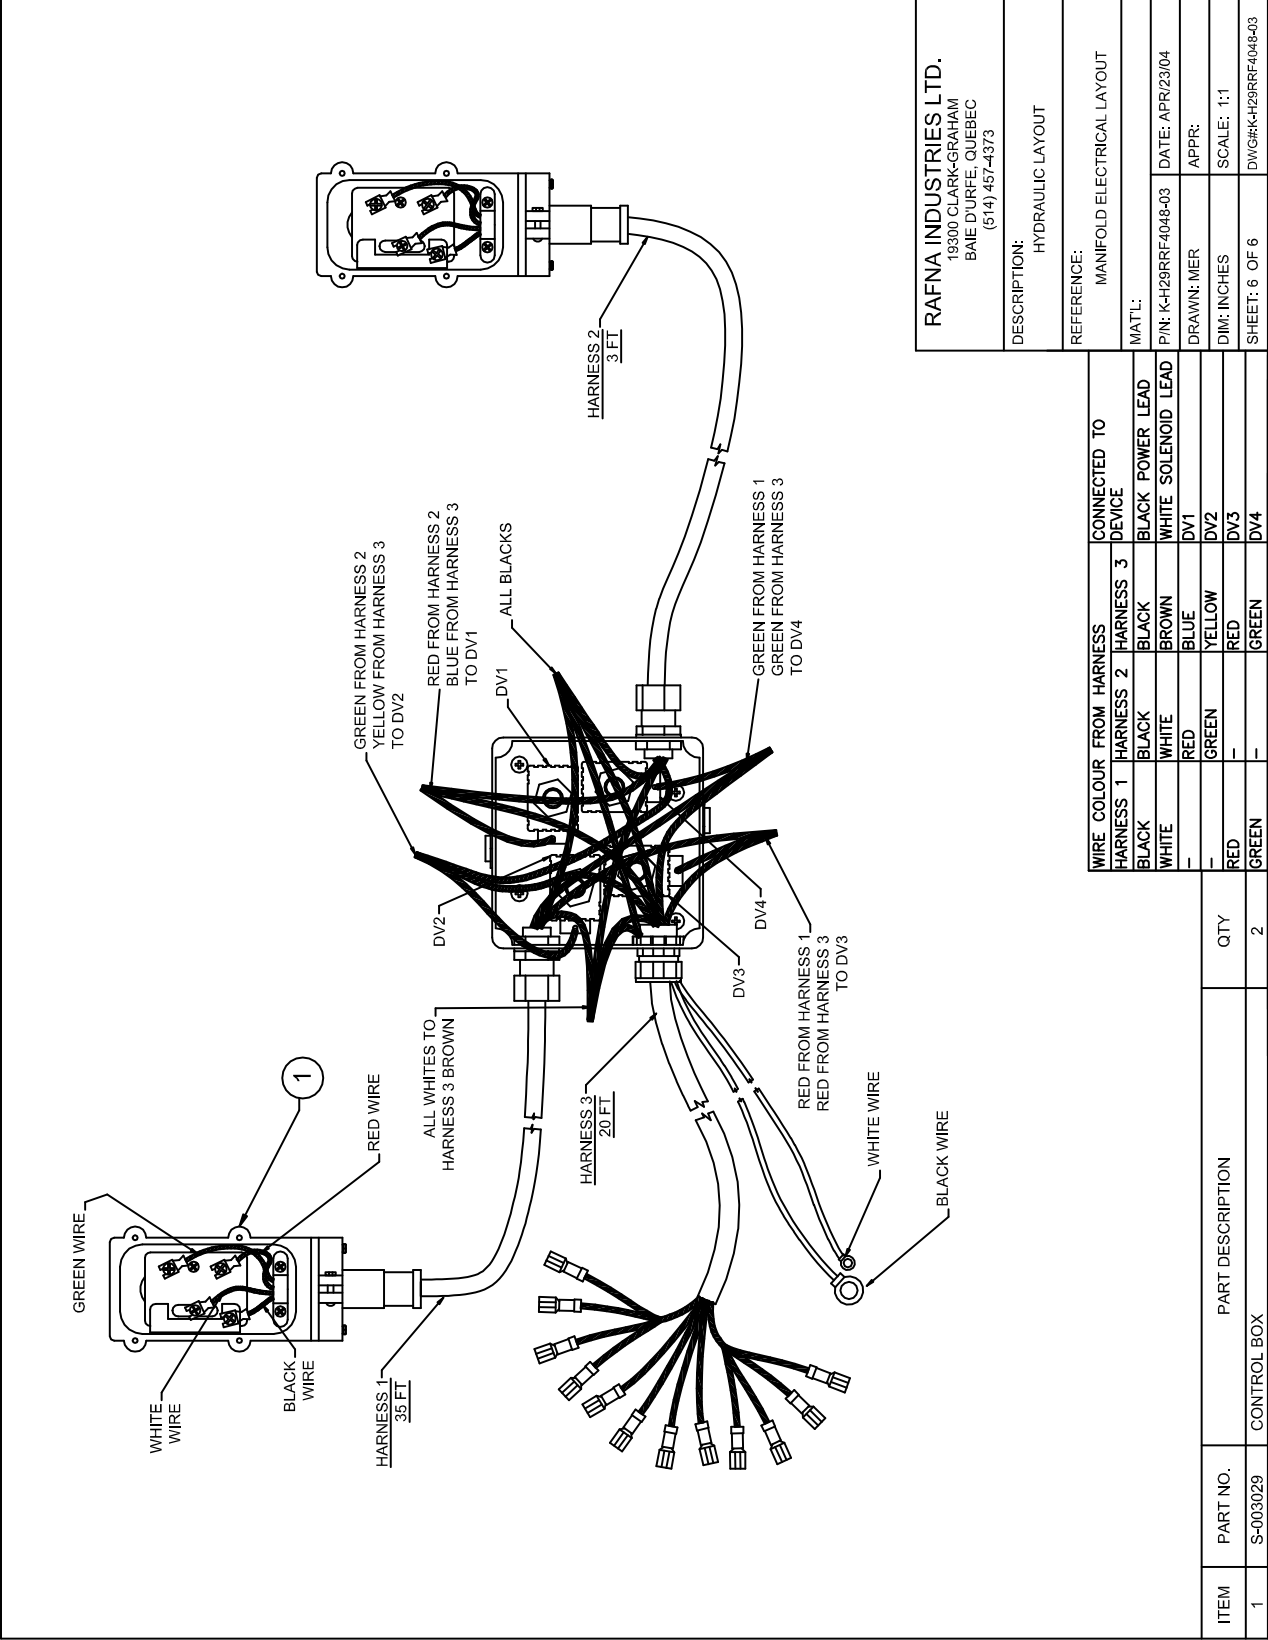 GREEN WIRE
WHITE
WIRE
BLACK
WIRE
RED WIRE
1
HARNESS 1
35 FT
ALL WHITES TO
HARNESS 3 BROWN
GREEN FROM HARNESS 2
YELLOW FROM HARNESS 3
TO DV2
RED FROM HARNESS 2
BLUE FROM HARNESS 3
TO DV1
DV1
ALL BLACKS
DV2
HARNESS 2
3 FT
HARNESS 3
20 FT
DV3
DV4
GREEN FROM HARNESS 1
GREEN FROM HARNESS 3
TO DV4
RED FROM HARNESS 1
RED FROM HARNESS 3
TO DV3
WHITE WIRE
BLACK WIRE
RAFNA INDUSTRIES LTD.
19300 CLARK-GRAHAM
BAIE D'URFE, QUEBEC
(514) 457-4373
DESCRIPTION:
HYDRAULIC LAYOUT
REFERENCE:
MANIFOLD ELECTRICAL LAYOUT
MAT'L:
P/N: K-H29RRF4048-03 DATE: APR/23/04
DRAWN: MER APPR:
DIM: INCHES SCALE: 1:1
SHEET: 6 OF 6 DWG#:K-H29RRF4048-03
WIRE COLOUR FROM HARNESS CONNECTED TO
HARNESS 1 HARNESS 2 HARNESS 3 DEVICE
BLACK BLACK BLACK BLACK POWER LEAD
WHITE WHITE BROWN WHITE SOLENOID LEAD
- RED BLUE DV1
- GREEN YELLOW DV2
RED - RED DV3
GREEN - GREEN DV4
ITEM PART NO. PART DESCRIPTION QTY
1 S-003029 CONTROL BOX 2